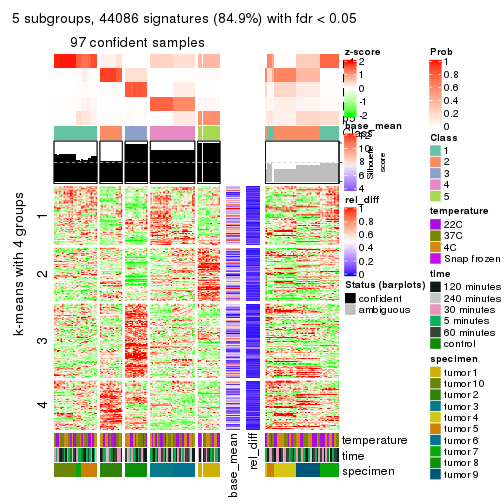 5 subgroups, 44086 signatures (84.9%) with fdr < 0.05
97 confident samples
k-means with 4 groups
1
2
3
4
base_mean
rel_diff
temperature
time
specimen
z-score
2
1
0
-1
-2
base_mean
12
10
8
6
4
Silhouette
score
rel_diff
1
0.8
0.6
0.4
0.2
0
Status (barplots)
confident
ambiguous
Prob
1
0.8
0.6
0.4
0.2
0
Class
1
2
3
4
5
temperature
22C
37C
4C
Snap frozen
time
120 minutes
240 minutes
30 minutes
5 minutes
60 minutes
control
specimen
tumor 1
tumor 10
tumor 2
tumor 3
tumor 4
tumor 5
tumor 6
tumor 7
tumor 8
tumor 9